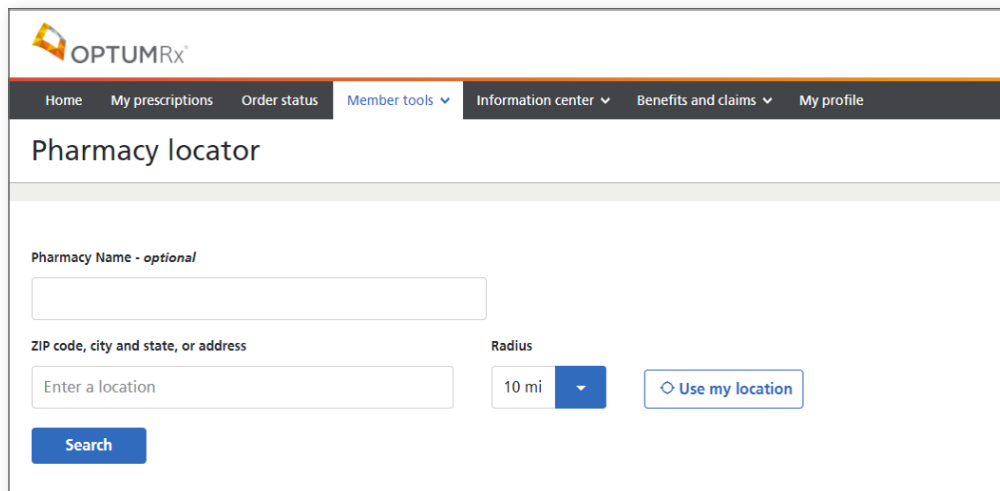 OPTUMRx®
Home My prescriptions Order status Member tools Information center Benefits and claims My profile
Pharmacy locator
Pharmacy Name - optional
ZIP code, city and state, or address Radius
Enter a location 10 mi Use my location
Search